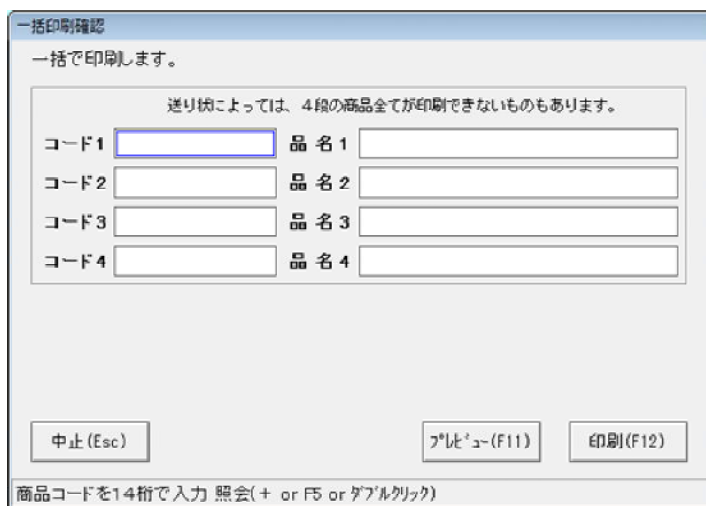 一括印刷確認
一括で印刷します。
送り状によっては、4段の商品全てが印刷できないものもあります。
コード1 品 名 1
コード2 品 名 2
コード3 品 名 3
コード4 品 名 4
中止(Esc) ﾌﾟﾚﾋﾞｭｰ(F11) 印刷(F12)
商品コードを14桁で入力 照会(+ or F5 or ﾀﾞﾌﾞﾙｸﾘｯｸ)